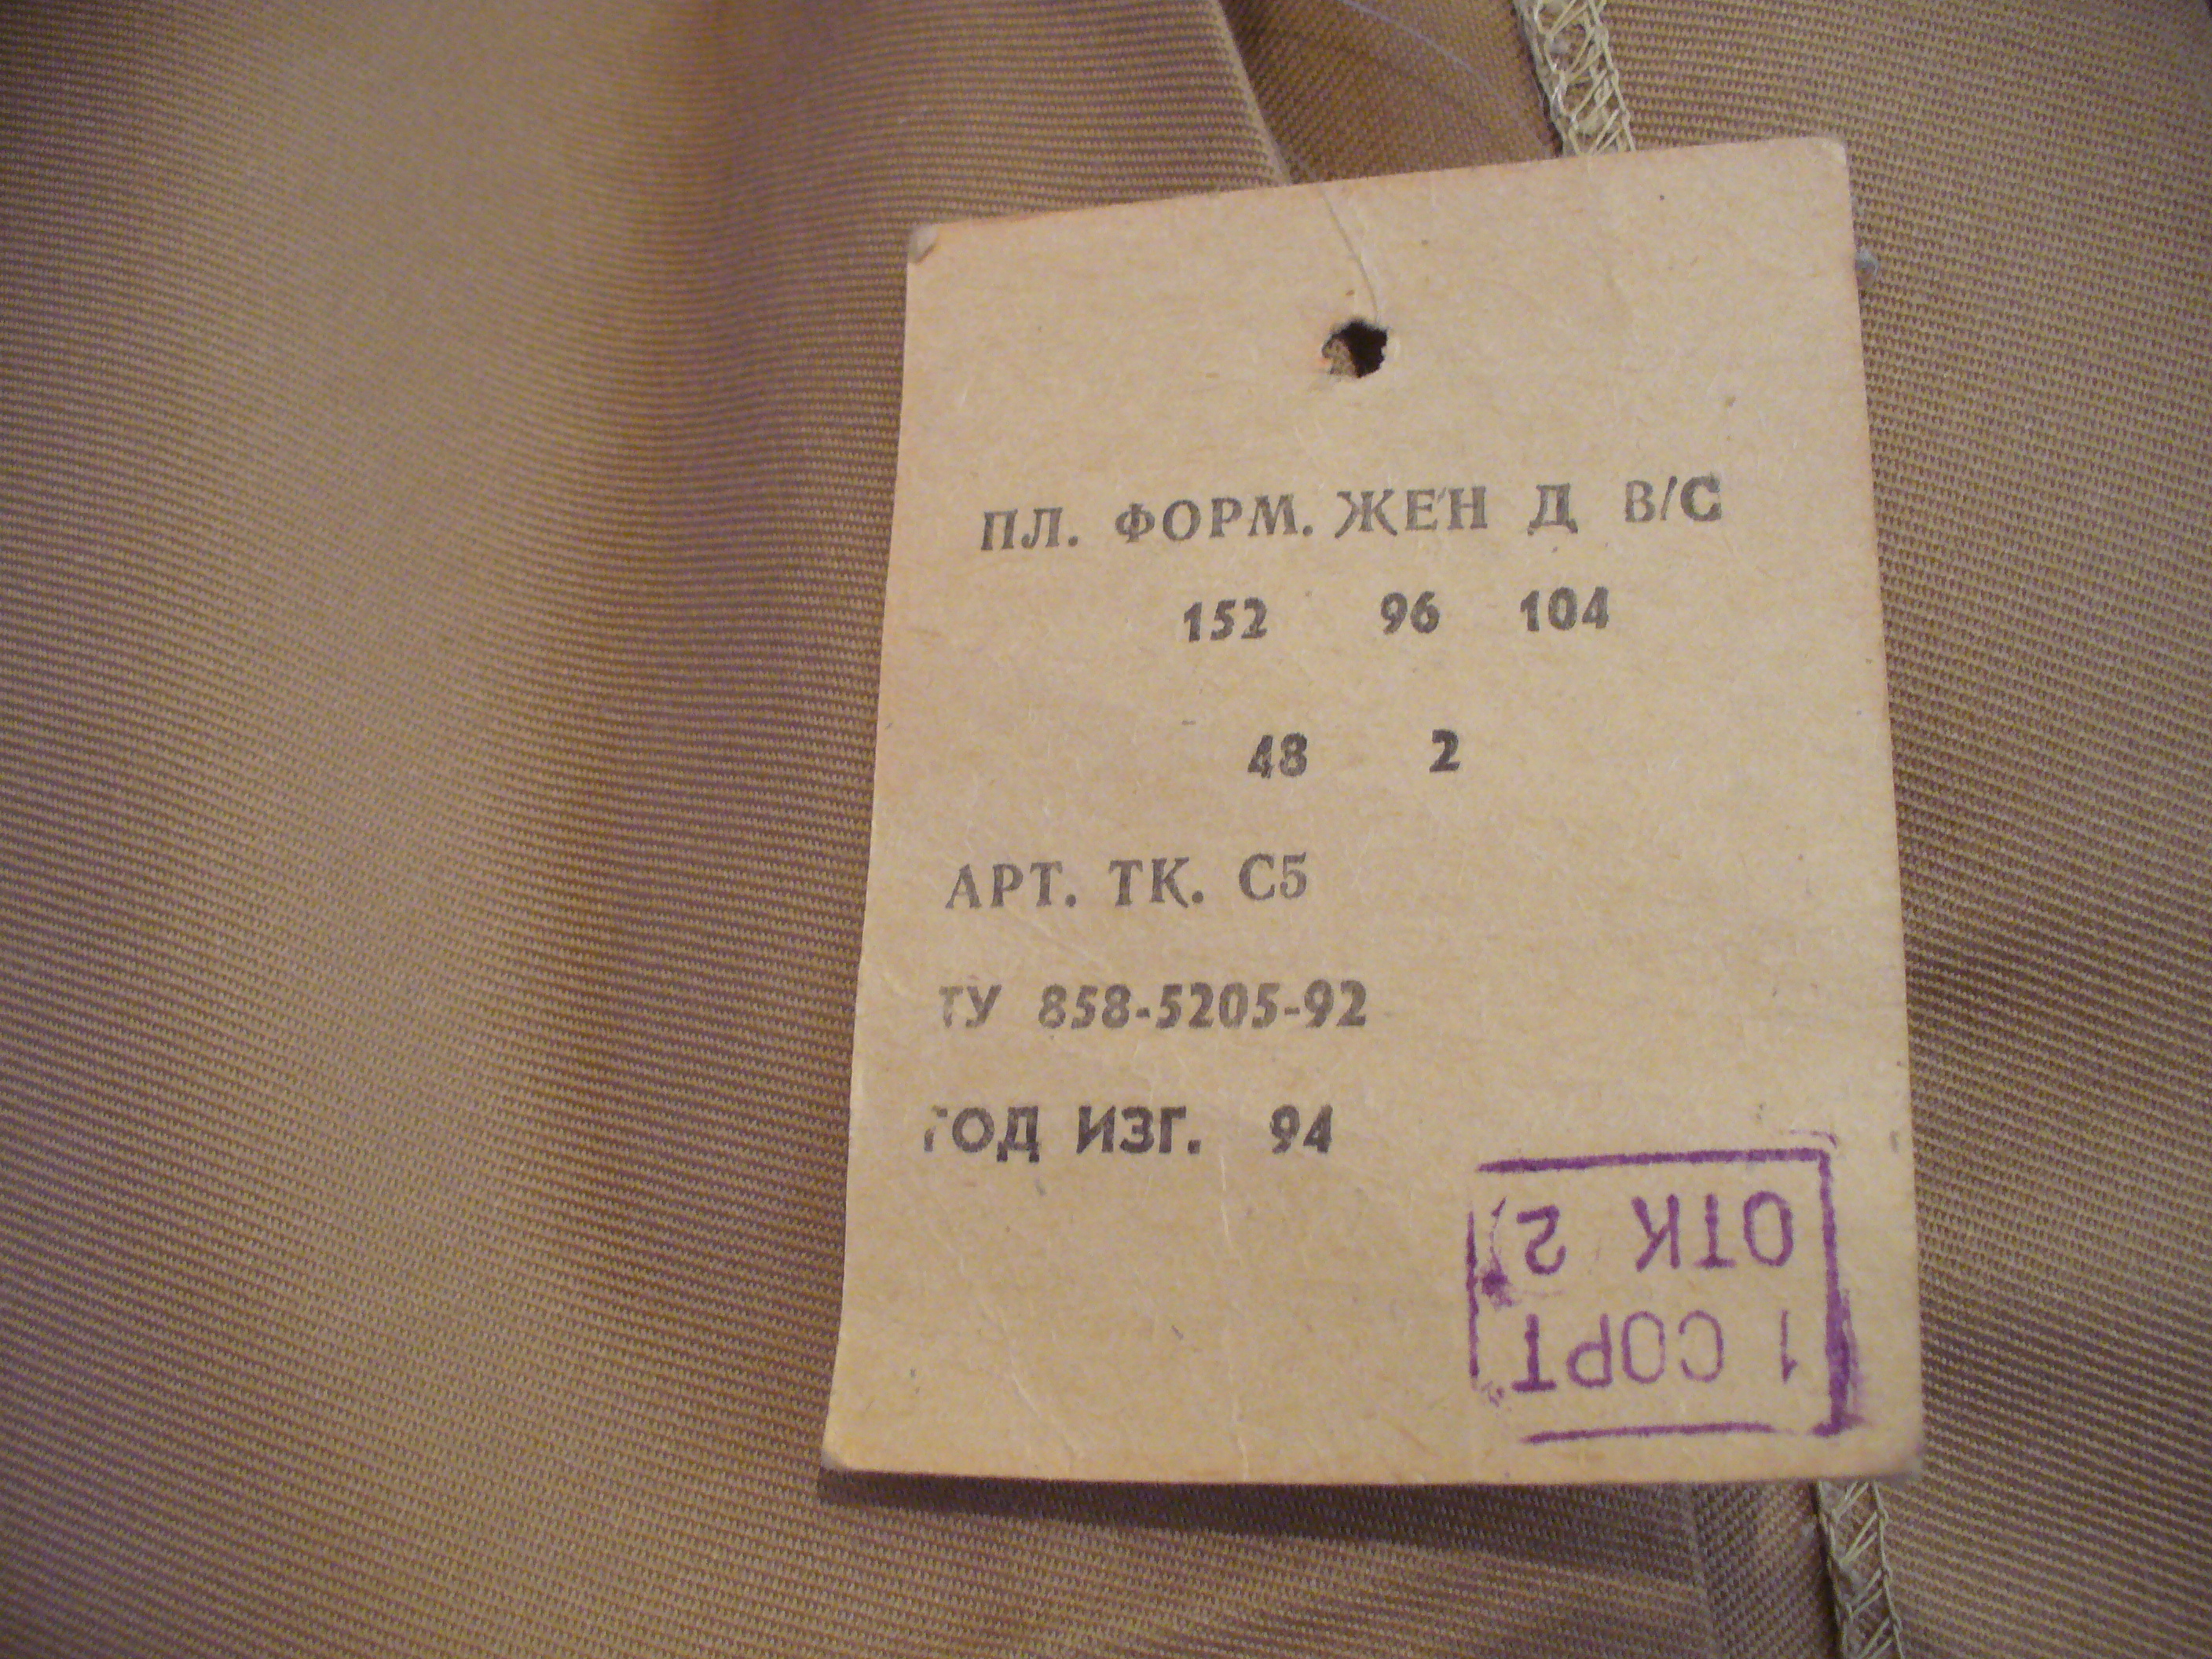 ПЛ. ФОРМ. ЖЕН Д В/С
152 96 104
48 2
АРТ. ТК. С5
ТУ 858-5205-92
ГОД ИЗГ. 94
1 СОРТ
ОТК 2